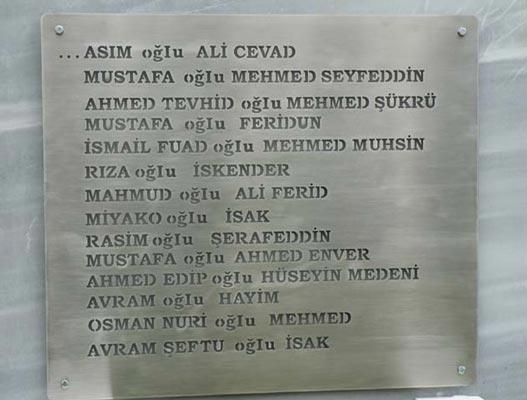 ...ASIM oğlu ALİ CEVAD
MUSTAFA oğlu MEHMED SEYFEDDİN
AHMED TEVHİD oğlu MEHMED ŞÜKRÜ
MUSTAFA oğlu FERİDUN
İSMAİL FUAD oğlu MEHMED MUHSİN
RIZA oğlu İSKENDER
MAHMUD oğlu ALİ FERİD
MİYAKO oğlu İSAK
RASİM oğlu ŞERAFEDDİN
MUSTAFA oğlu AHMED ENVER
AHMED EDİP oğlu HÜSEYİN MEDENİ
AVRAM oğlu HAYİM
OSMAN NURİ oğlu MEHMED
AVRAM ŞEFTU oğlu İSAK